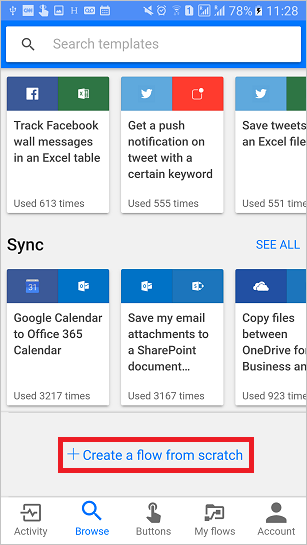 78% 11:28
Search templates
Track Facebook
wall messages
in an Excel table
Used 613 times
Get a push
notification on
tweet with a
certain keyword
Used 555 times
Save tweets
an Excel file
Used 551 time
Sync
SEE ALL
Google Calendar
to Office 365
Calendar
Used 3217 times
Save my email
attachments to
a SharePoint
document...
Used 3167 times
Copy files
between
OneDrive for
Business an
Used 923 time
+ Create a flow from scratch
Activity
Browse
Buttons
My flows
Account